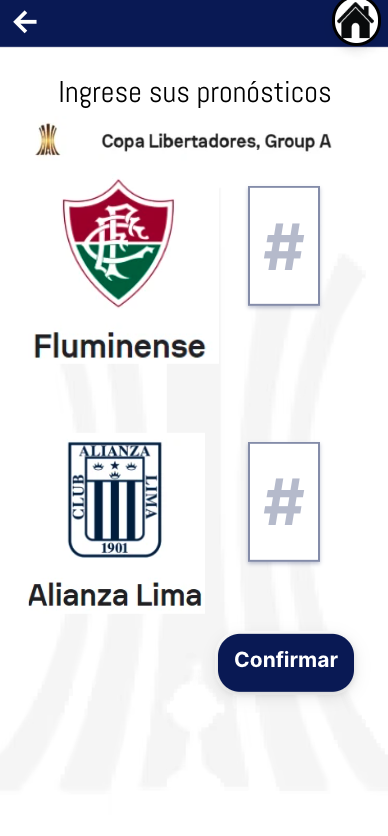 Ingrese sus pronósticos
Copa Libertadores, Group A
#
Fluminense
ALIANZA
CLUB
LIMA
1901
#
Alianza Lima
Confirmar